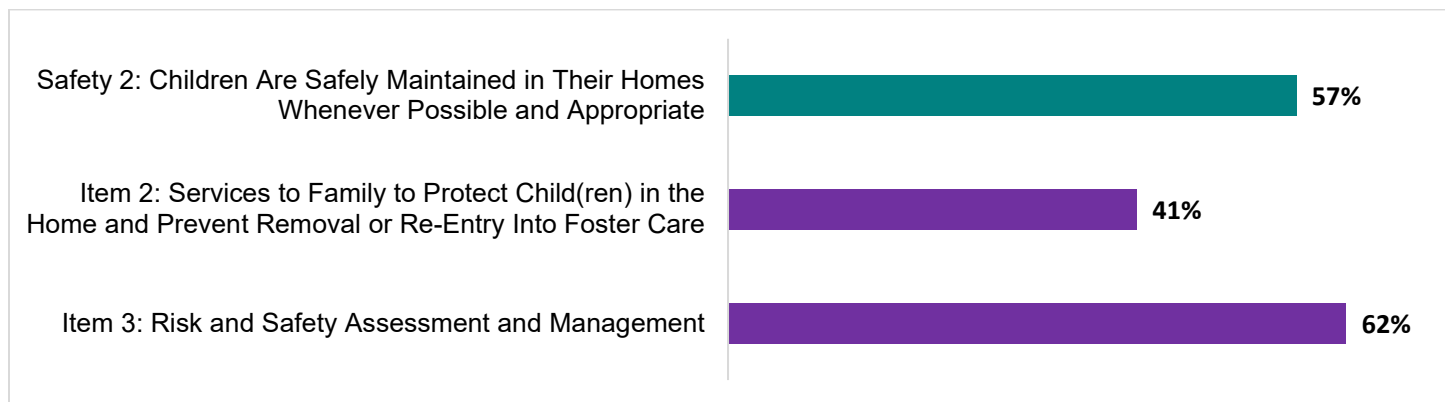 Safety 2: Children Are Safely Maintained in Their Homes
Whenever Possible and Appropriate
57%
Item 2: Services to Family to Protect Child(ren) in the
Home and Prevent Removal or Re-Entry Into Foster Care
41%
Item 3: Risk and Safety Assessment and Management
62%